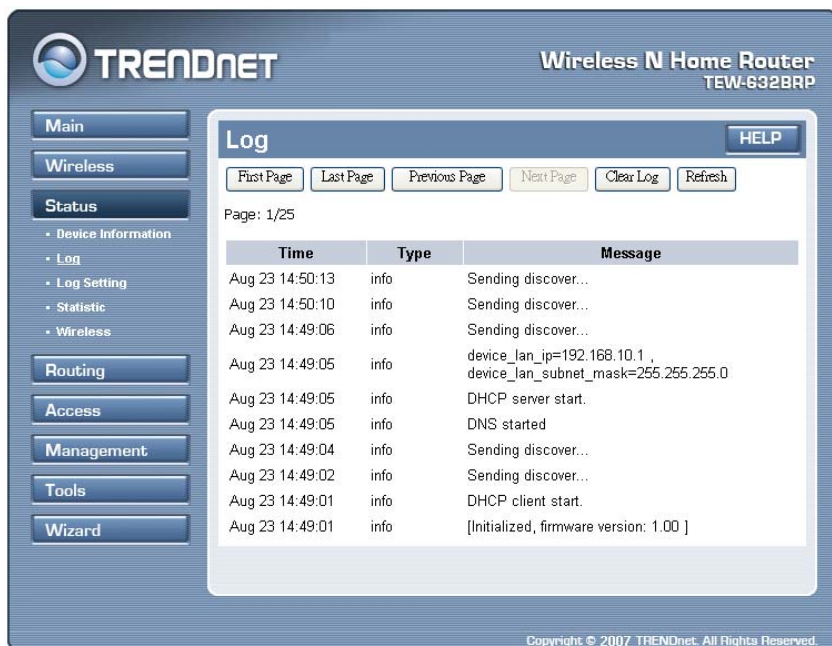 TRENDnet
Wireless N Home Router
TEW-632BRP
Main
Wireless
Status
• Device Information
• Log
• Log Setting
• Statistic
• Wireless
Routing
Access
Management
Tools
Wizard
Log
HELP
First Page Last Page Previous Page Next Page Clear Log Refresh
Page: 1/25
Time Type Message
Aug 23 14:50:13 info Sending discover...
Aug 23 14:50:10 info Sending discover...
Aug 23 14:49:06 info Sending discover...
Aug 23 14:49:05 info device_lan_ip=192.168.10.1 ,
device_lan_subnet_mask=255.255.255.0
Aug 23 14:49:05 info DHCP server start.
Aug 23 14:49:05 info DNS started
Aug 23 14:49:04 info Sending discover...
Aug 23 14:49:02 info Sending discover...
Aug 23 14:49:01 info DHCP client start.
Aug 23 14:49:01 info [Initialized, firmware version: 1.00 ]
Copyright © 2007 TRENDnet. All Rights Reserved.